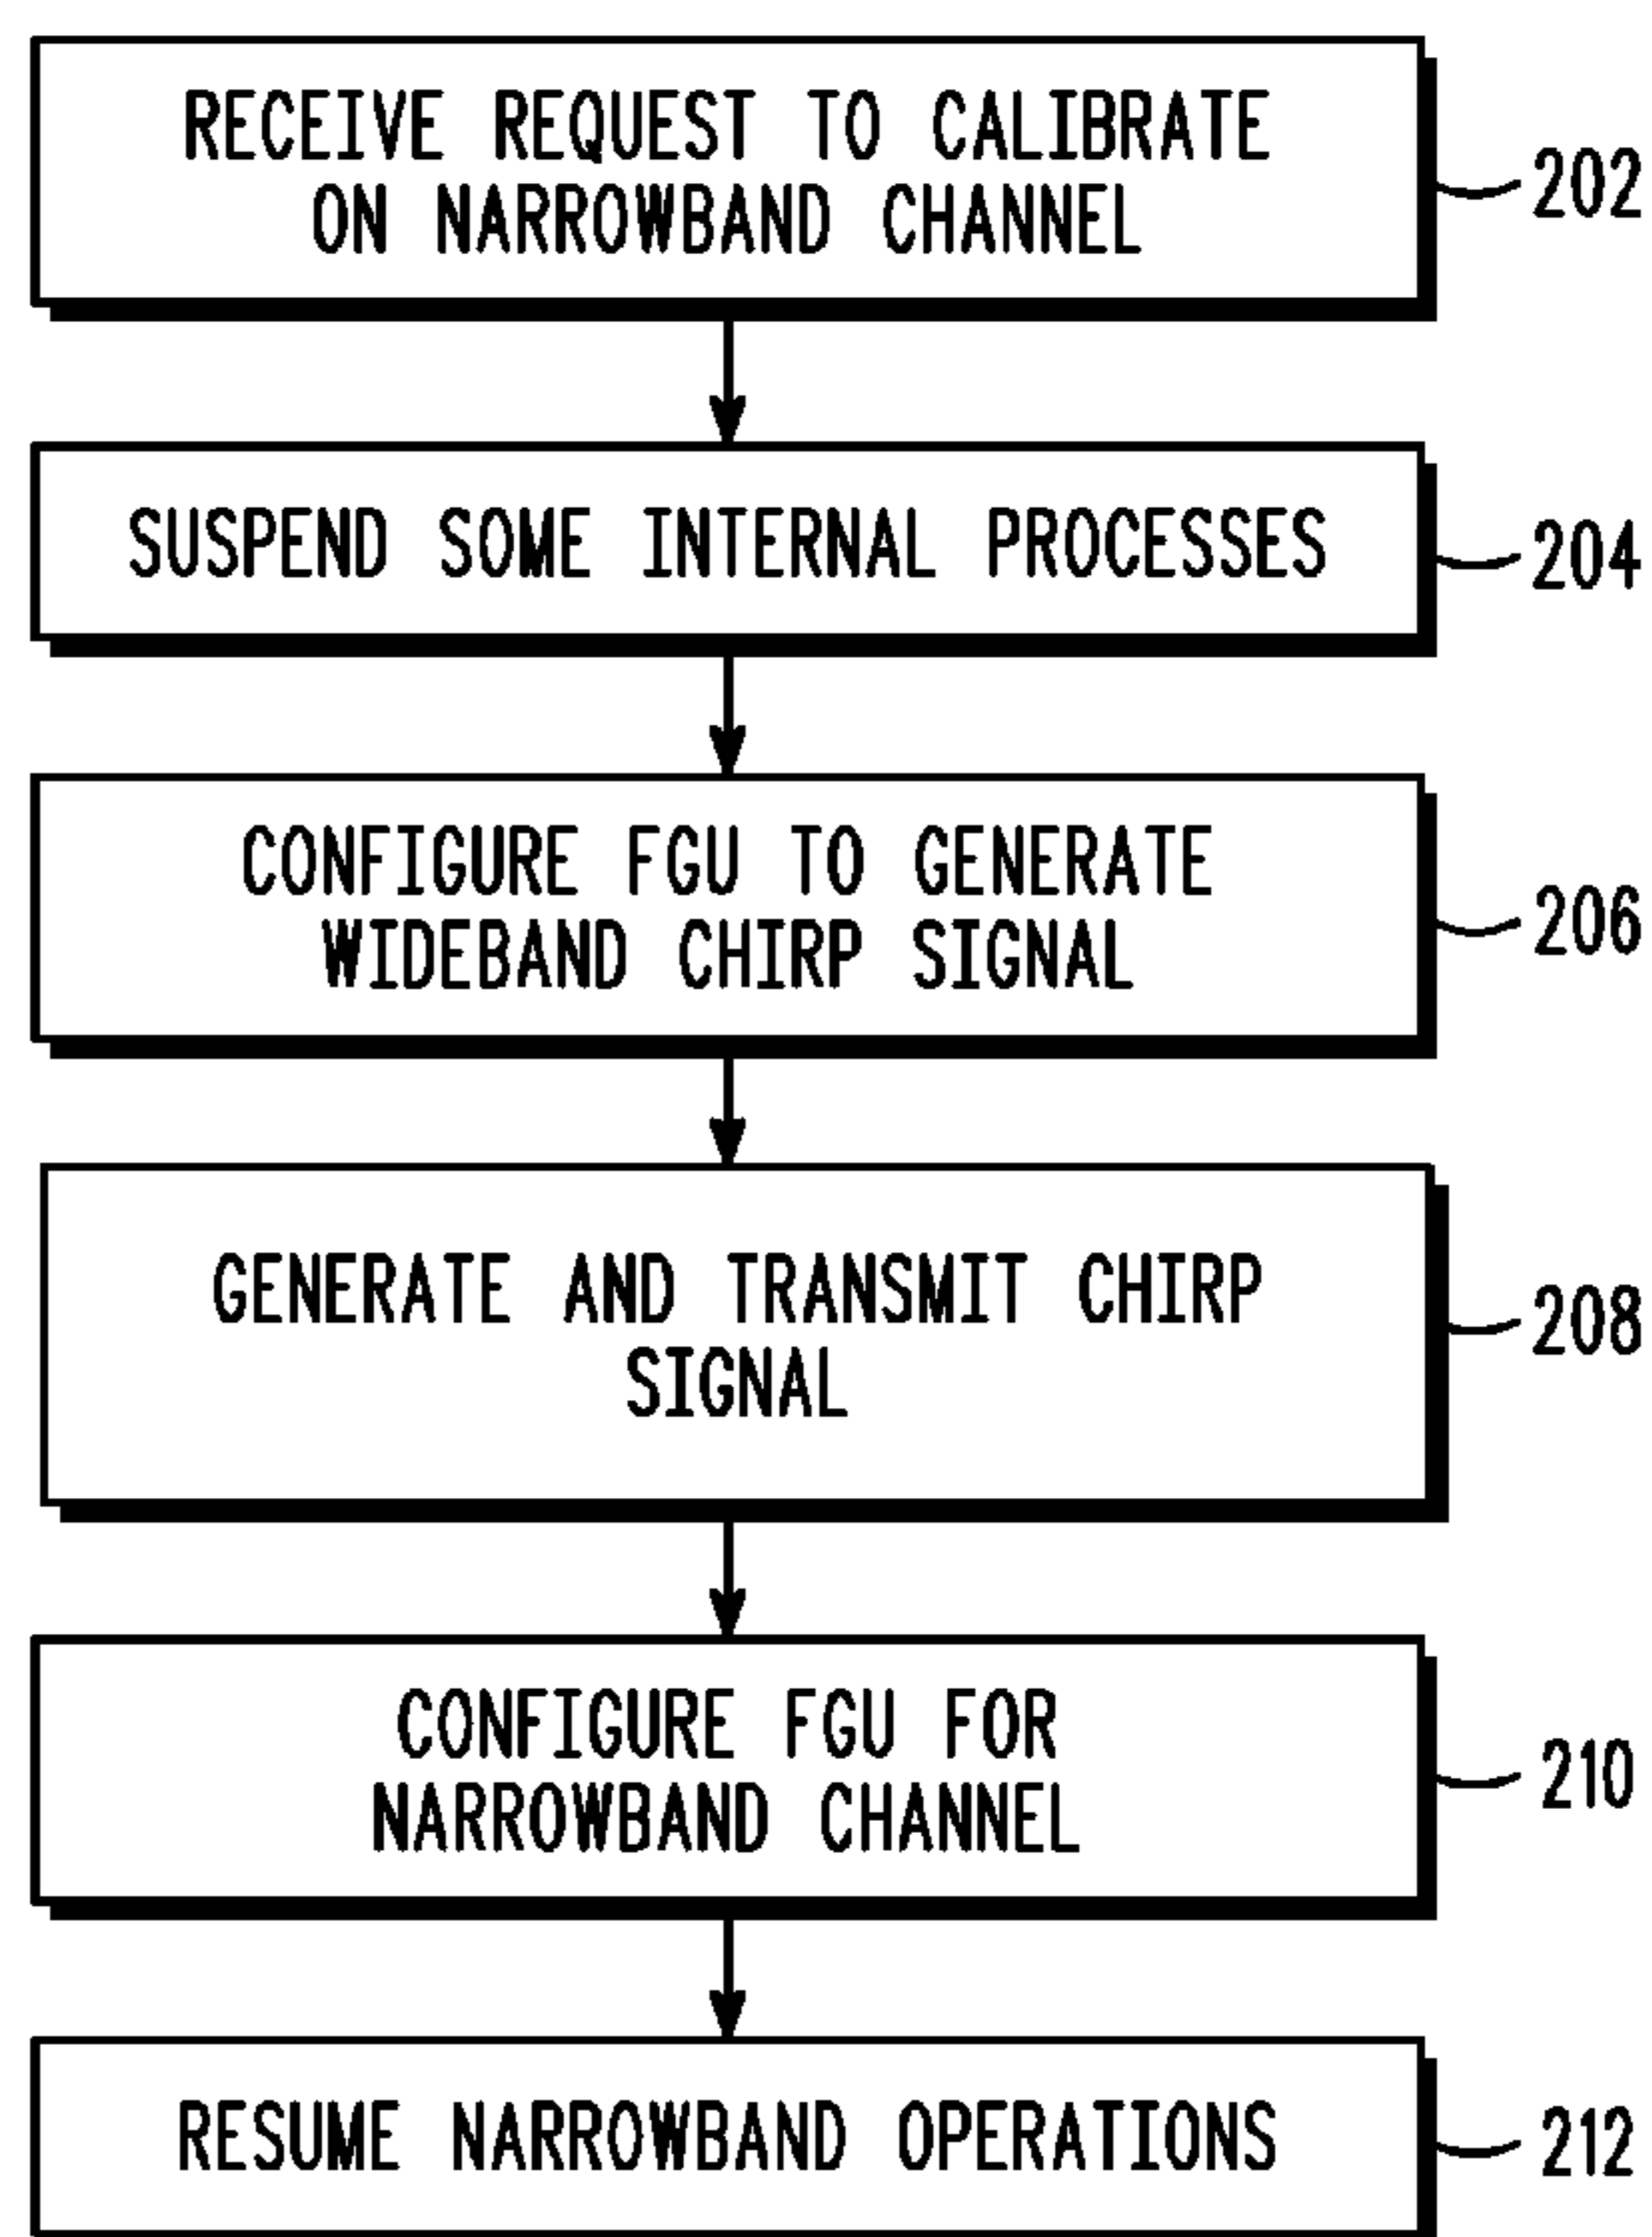 RECEIVE REQUEST TO CALIBRATE
ON NARROWBAND CHANNEL
202
SUSPEND SOME INTERNAL PROCESSES
204
CONFIGURE FGU TO GENERATE
WIDEBAND CHIRP SIGNAL
206
GENERATE AND TRANSMIT CHIRP
SIGNAL
208
CONFIGURE FGU FOR
NARROWBAND CHANNEL
210
RESUME NARROWBAND OPERATIONS
212